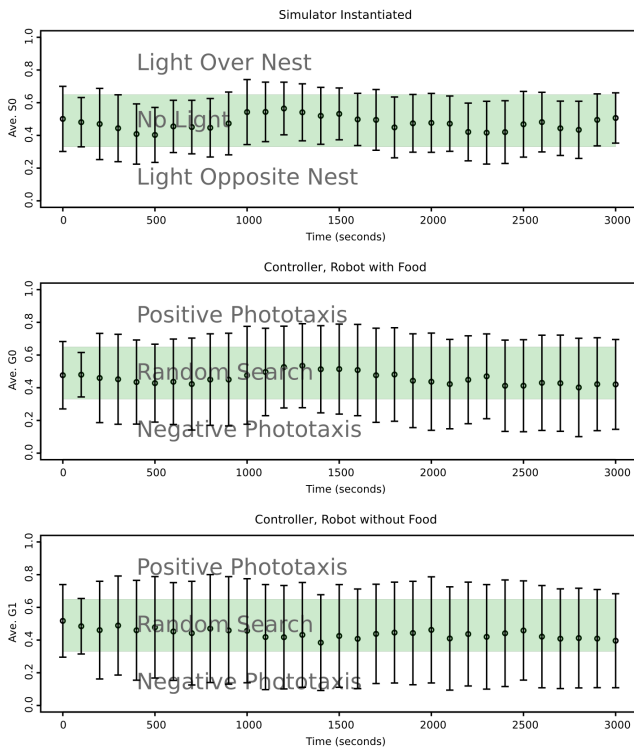 Simulator Instantiated
1.0
0.8
0.6
0.4
0.2
0.0
Ave. S0
Light Over Nest
No Light
Light Opposite Nest
0
500
1000
1500
2000
2500
3000
Time (seconds)
Controller, Robot with Food
1.0
0.8
0.6
0.4
0.2
0.0
Ave. G0
Positive Phototaxis
Random Search
Negative Phototaxis
0
500
1000
1500
2000
2500
3000
Time (seconds)
Controller, Robot without Food
1.0
0.8
0.6
0.4
0.2
0.0
Ave. G1
Positive Phototaxis
Random Search
Negative Phototaxis
0
500
1000
1500
2000
2500
3000
Time (seconds)